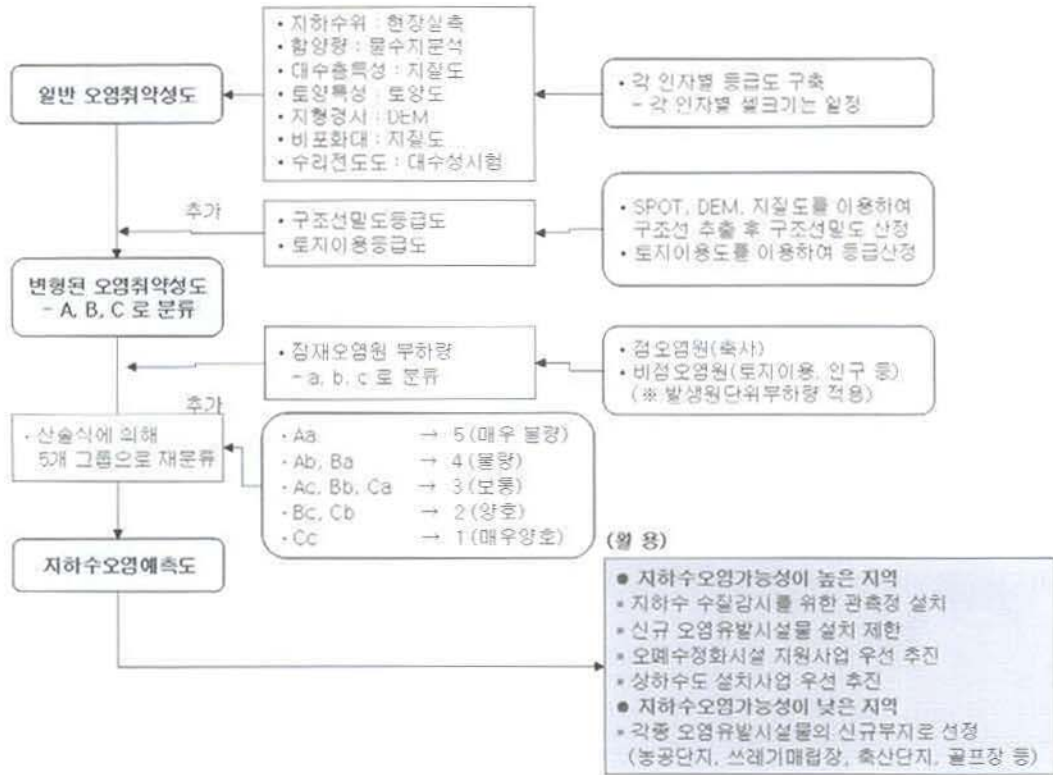 • 지하수위 : 현장실측
• 함양량 : 물수지분석
• 대수층특성 : 지질도
• 토양특성 : 토양도
• 지형경사 : DEM
• 비포화대 : 지질도
• 수리전도도 : 대수성시험
일반 오염취약성도
• 각 인자별 등급도 구축
- 각 인자별 셀크기는 일정
추가
• 구조선밀도등급도
• 토지이용등급도
• SPOT, DEM, 지질도를 이용하여
구조선 추출 후 구조선밀도 산정
• 토지이용도를 이용하여 등급산정
변형된 오염취약성도
- A, B, C 로 분류
• 잠재오염원 부하량
- a, b, c 로 분류
• 점오염원(축사)
• 비점오염원(토지이용, 인구 등)
(※ 발생원단위부하량 적용)
추가
· 산술식에 의해
5개 그룹으로 재분류
· Aa → 5 (매우 불량)
· Ab, Ba → 4 (불량)
· Ac, Bb, Ca → 3 (보통)
· Bc, Cb → 2 (양호)
· Cc → 1 (매우양호)
지하수오염예측도
(활 용)
● 지하수오염가능성이 높은 지역
▪ 지하수 수질감시를 위한 관측정 설치
▪ 신규 오염유발시설물 설치 제한
▪ 오폐수정화시설 지원사업 우선 추진
▪ 상하수도 설치사업 우선 추진
● 지하수오염가능성이 낮은 지역
▪ 각종 오염유발시설물의 신규부지로 선정
(농공단지, 쓰레기매립장, 축산단지, 골프장 등)